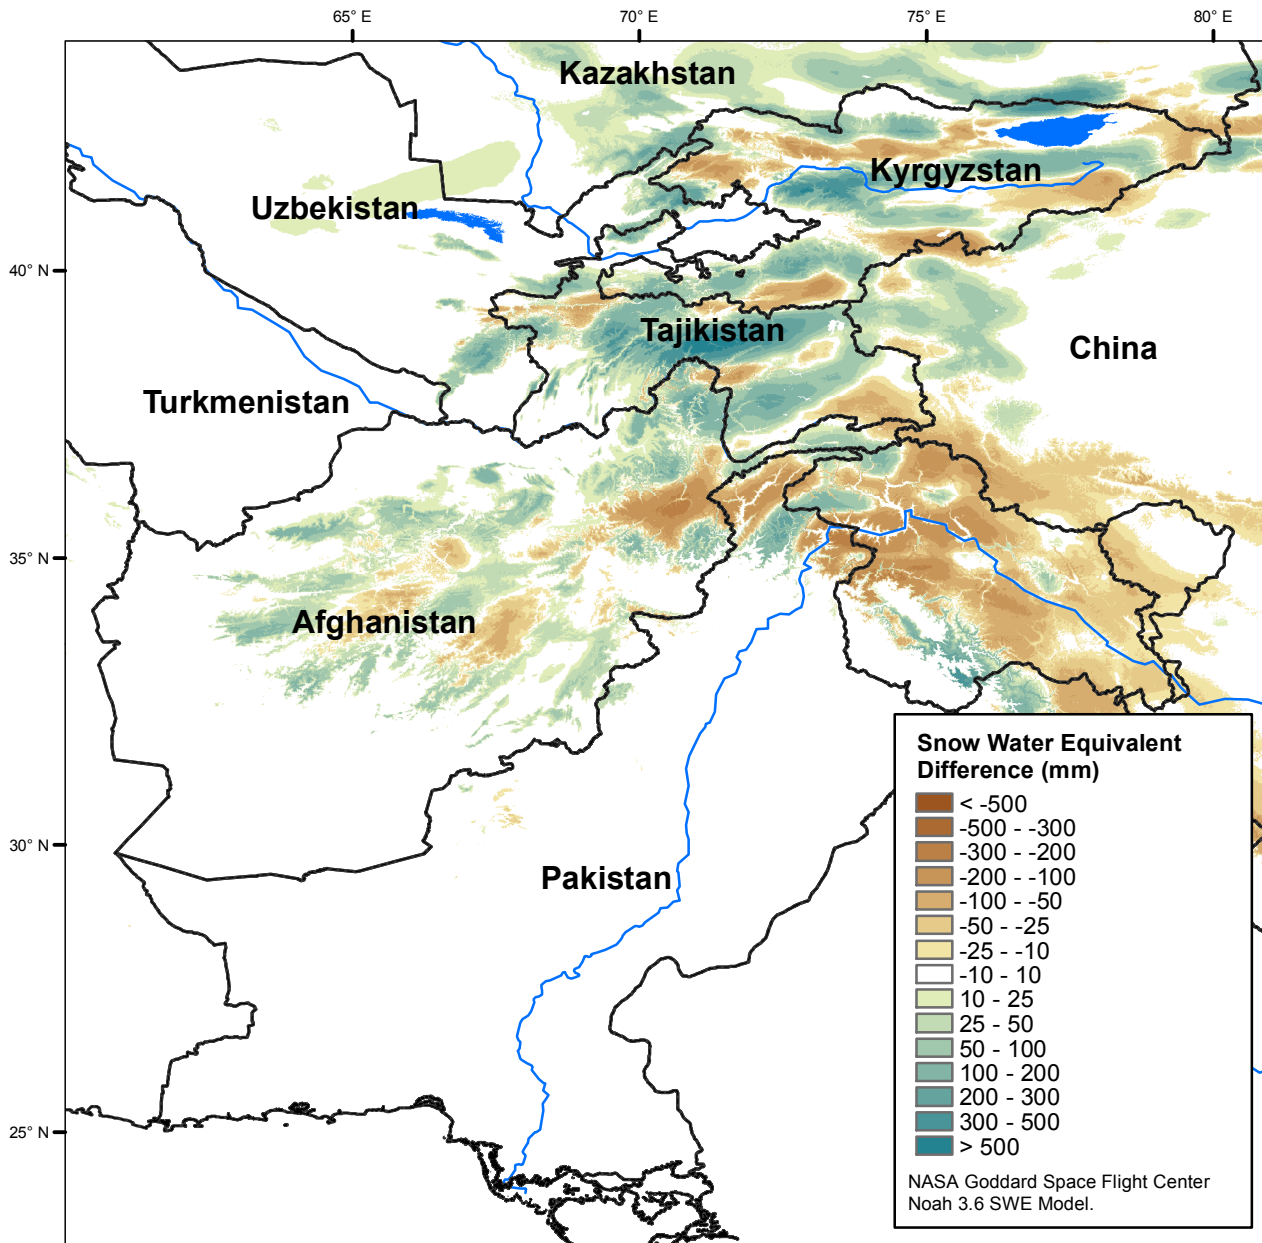 65° E
70° E
75° E
80° E
Kazakhstan
Kyrgyzstan
Uzbekistan
40° N
Tajikistan
China
Turkmenistan
35° N
Afghanistan
Snow Water Equivalent
Difference (mm)
< -500
-500 - -300
-300 - -200
-200 - -100
-100 - -50
-50 - -25
-25 - -10
-10 - 10
10 - 25
25 - 50
50 - 100
100 - 200
200 - 300
300 - 500
> 500
NASA Goddard Space Flight Center
Noah 3.6 SWE Model.
30° N
Pakistan
25° N